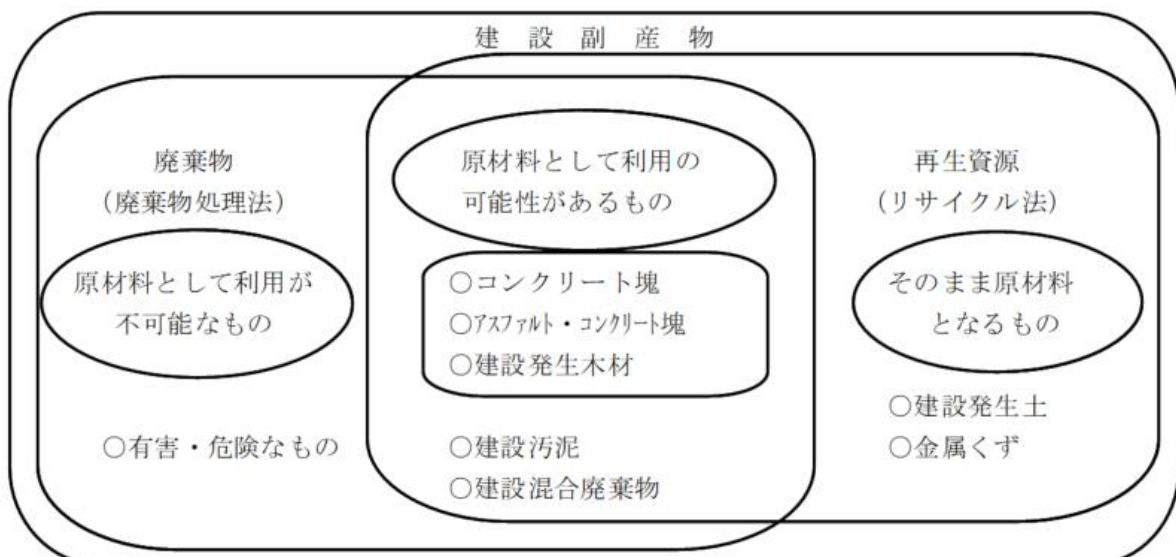 建設副産物
廃棄物
（廃棄物処理法）
原材料として利用が
不可能なもの
○有害・危険なもの
原材料として利用の
可能性があるもの
○コンクリート塊
○ｱｽﾌｧﾙﾄ・ｺﾝｸﾘｰﾄ塊
○建設発生木材
○建設汚泥
○建設混合廃棄物
再生資源
（リサイクル法）
そのまま原材料
となるもの
○建設発生土
○金属くず